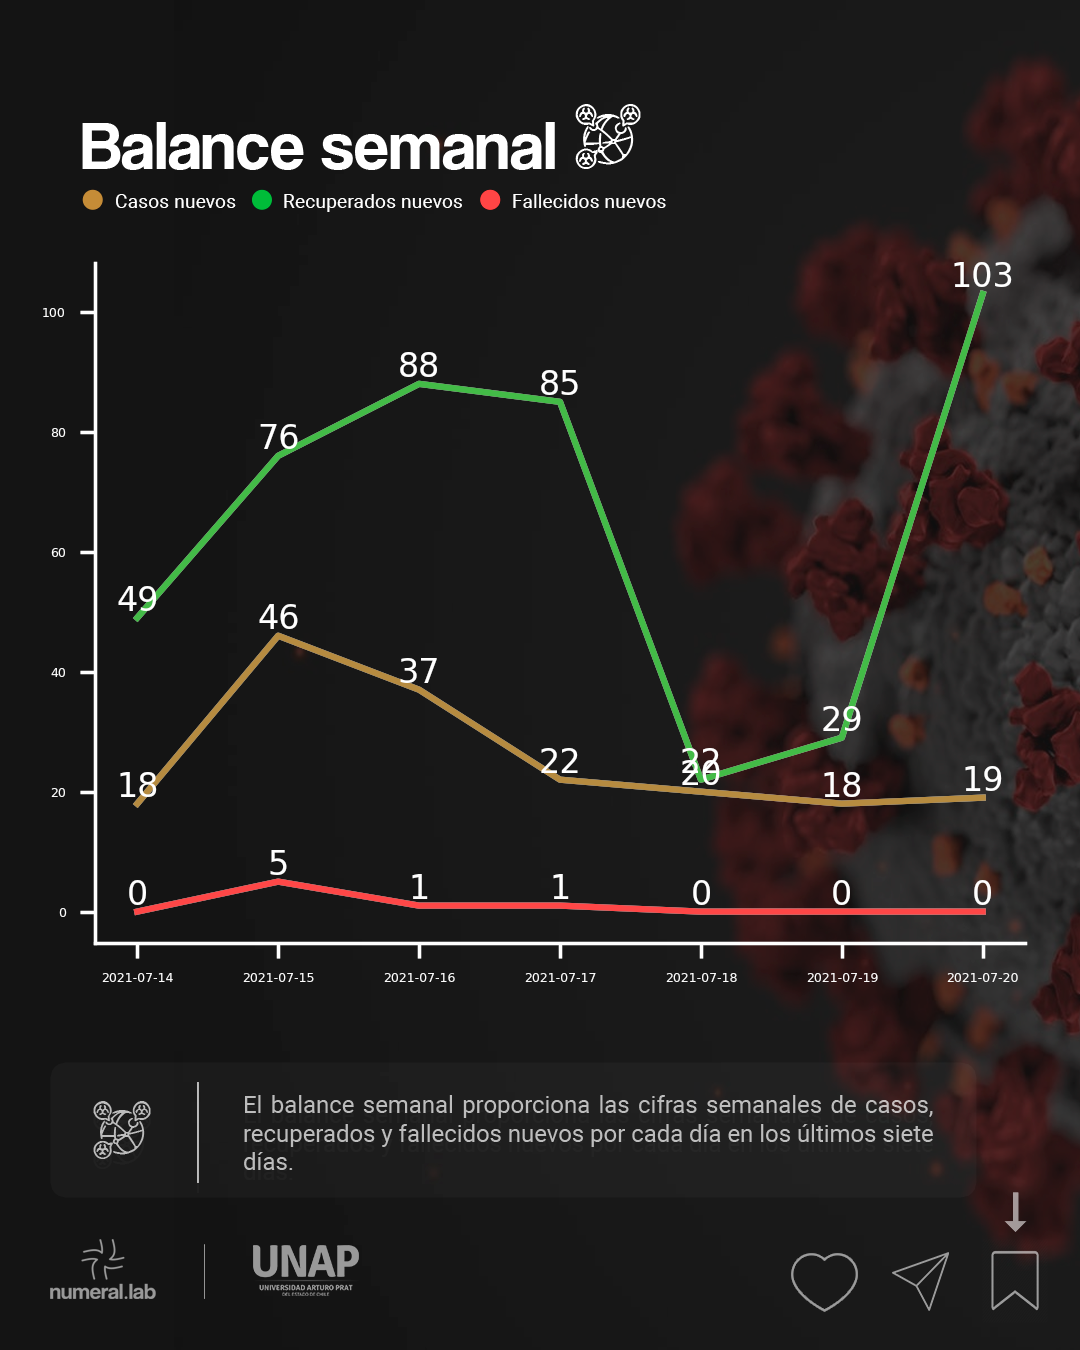 Balance semanal
Casos nuevos Recuperados nuevos Fallecidos nuevos
103
100
88
85
80
76
60
49
46
40
37
29
22
22
20
20
18
18
19
5
1
1
0
0
0
0
0
2021-07-14 2021-07-15 2021-07-16 2021-07-17 2021-07-18 2021-07-19 2021-07-20
El balance semanal proporciona las cifras semanales de casos,
recuperados y fallecidos nuevos por cada día en los últimos siete
días.
numeral.lab
UNAP
UNIVERSIDAD ARTURO PRAT
DEL ESTADO DE CHILE